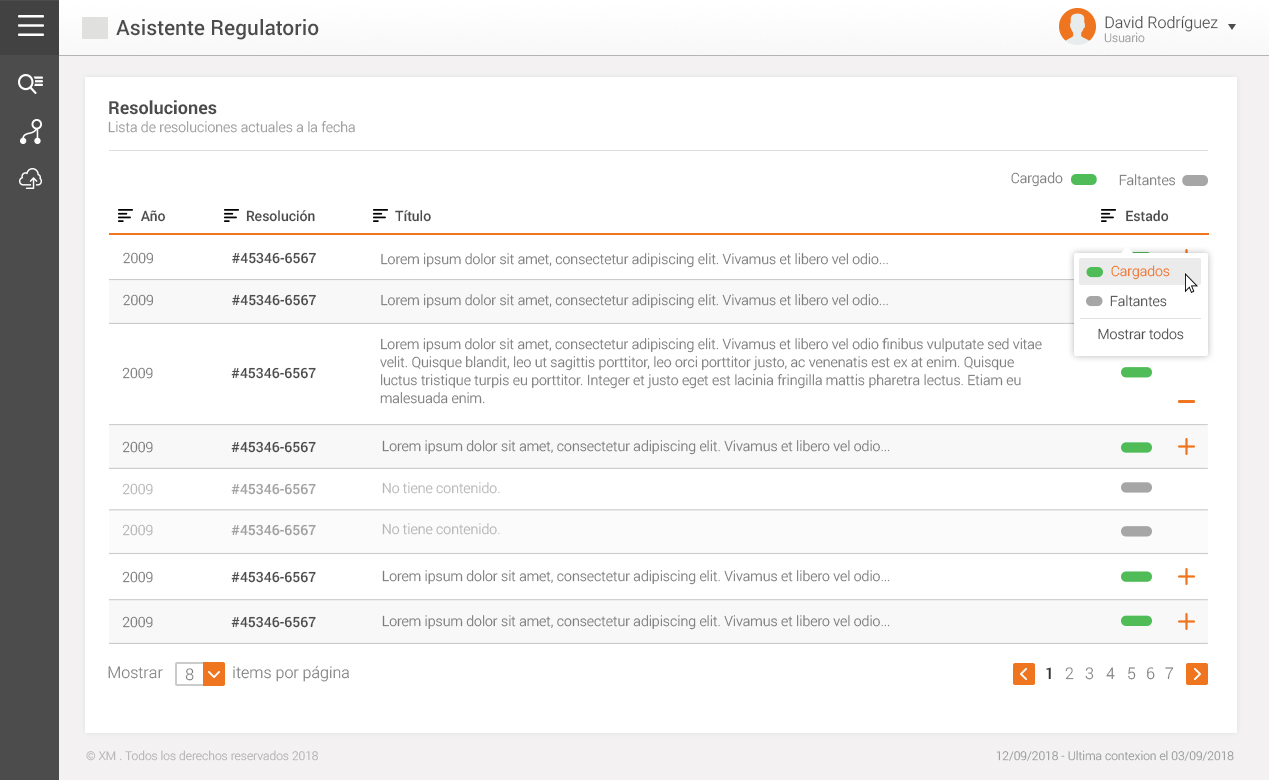 Asistente Regulatorio
David Rodríguez
Usuario
Resoluciones
Lista de resoluciones actuales a la fecha
Cargado Faltantes
Año Resolución Título Estado
2009 #45346-6567 Lorem ipsum dolor sit amet, consectetur adipiscing elit. Vivamus et libero vel odio...
Cargados
Faltantes
Mostrar todos
2009 #45346-6567 Lorem ipsum dolor sit amet, consectetur adipiscing elit. Vivamus et libero vel odio...
2009 #45346-6567 Lorem ipsum dolor sit amet, consectetur adipiscing elit. Vivamus et libero vel odio finibus vulputate sed vitae
velit. Quisque blandit, leo ut sagittis porttitor, leo orci porttitor justo, ac venenatis est ex at enim. Quisque
luctus tristique turpis eu porttitor. Integer et justo eget est lacinia fringilla mattis pharetra lectus. Etiam eu
malesuada enim.
2009 #45346-6567 Lorem ipsum dolor sit amet, consectetur adipiscing elit. Vivamus et libero vel odio...
2009 #45346-6567 No tiene contenido.
2009 #45346-6567 No tiene contenido.
2009 #45346-6567 Lorem ipsum dolor sit amet, consectetur adipiscing elit. Vivamus et libero vel odio...
2009 #45346-6567 Lorem ipsum dolor sit amet, consectetur adipiscing elit. Vivamus et libero vel odio...
Mostrar 8 items por página
1 2 3 4 5 6 7
© XM . Todos los derechos reservados 2018
12/09/2018 - Ultima contexion el 03/09/2018